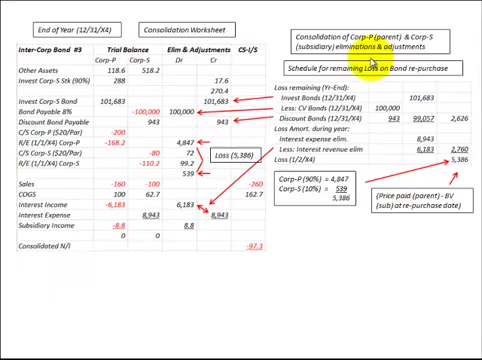 End of Year (12/31/X4)
Consolidation Worksheet
Consolidation of Corp-P (parent) & Corp-S
(subsidiary) eliminations & adjustments
Inter-Corp Bond #3 Trial Balance Elim & Adjustments CS-I/S
Corp-P Corp-S Dr Cr
Other Assets 118.6 518.2
Invest Corp-S Stk (90%) 288 17.6
270.4
Invest Corp-S Bond 101,683 101,683
Bond Payable 8% -100,000 100,000
Discount Bond Payable 943 943
C/S Corp-P ($20/Par) -200
R/E (1/1/X4) Corp-P -168.2 4,847
C/S Corp-S ($20/Par) -80 72
R/E (1/1/X4) Corp-S -110.2 99.2
539
Loss (5,386)
Sales -160 -100 -260
COGS 100 62.7 162.7
Interest Income -6,183 6,183
Interest Expense 8,943 8,943
Subsidiary Income -8.8 8.8
0 0
Consolidated N/I -97.3
Schedule for remaining Loss on Bond re-purchase
Loss remaining (Yr-End):
Invest Bonds (12/31/X4) 101,683
Less: CV Bonds (12/31/X4) 100,000
Discount Bonds (12/31/X4) 943 99,057 2,626
Loss Amort. during year:
Interest expense elim. 8,943
Less: Interest revenue elim 6,183 2,760
Loss (1/2/X4) 5,386
Corp-P (90%) = 4,847
Corp-S (10%) = 539
5,386
(Price paid (parent) - BV
(sub) at re-purchase date)